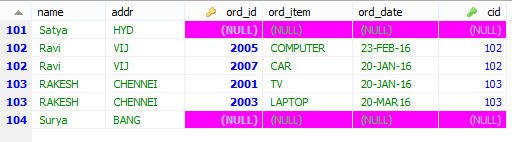 name addr ord_id ord_item ord_date cid
101 Satya HYD (NULL) (NULL) (NULL) (NULL)
102 Ravi VIJ 2005 COMPUTER 23-FEB-16 102
102 Ravi VIJ 2007 CAR 20-JAN-16 102
103 RAKESH CHENNEI 2001 TV 20-JAN-16 103
103 RAKESH CHENNEI 2003 LAPTOP 20-MAR16 103
104 Surya BANG (NULL) (NULL) (NULL) (NULL)